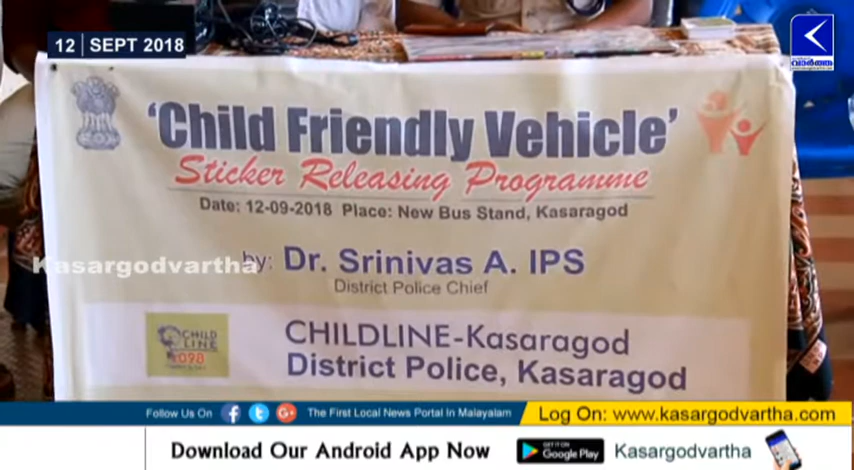 12 | SEPT 2018
വാർത്ത
'Child Friendly Vehicle'
Sticker Releasing Programme
Date: 12-09-2018 Place: New Bus Stand, Kasaragod
Kasargodvartha
by: Dr. Srinivas A. IPS
District Police Chief
CHILD
LINE
1098
CHILDLINE-Kasaragod
District Police, Kasaragod
Follow Us On
The First Local News Portal In Malayalam
Log On: www.kasargodvartha.com
Download Our Android App Now
GET IT ON
Google Play
Kasargodvartha